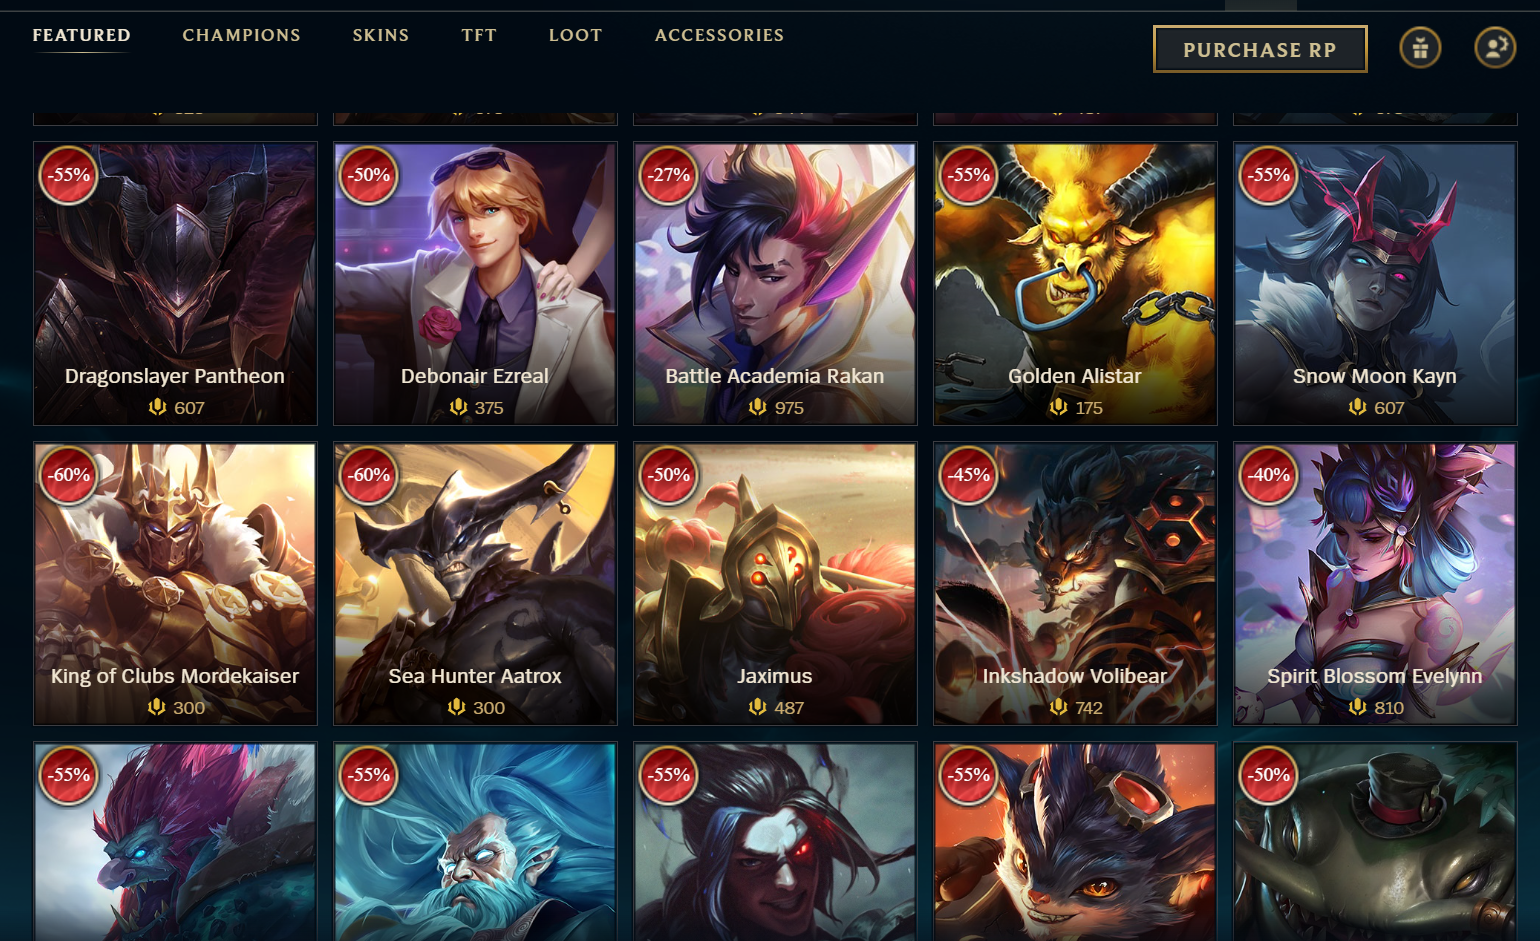 FEATURED CHAMPIONS SKINS TFT LOOT ACCESSORIES PURCHASE RP
-55% -50% -27% -55% -55%
Dragonslayer Pantheon Debonair Ezreal Battle Academia Rakan Golden Alistar Snow Moon Kayn
607 375 975 175 607
-60% -60% -50% -45% -40%
King of Clubs Mordekaiser Sea Hunter Aatrox Jaximus Inkshadow Volibear Spirit Blossom Evelynn
300 300 487 742 810
-55% -55% -55% -55% -50%